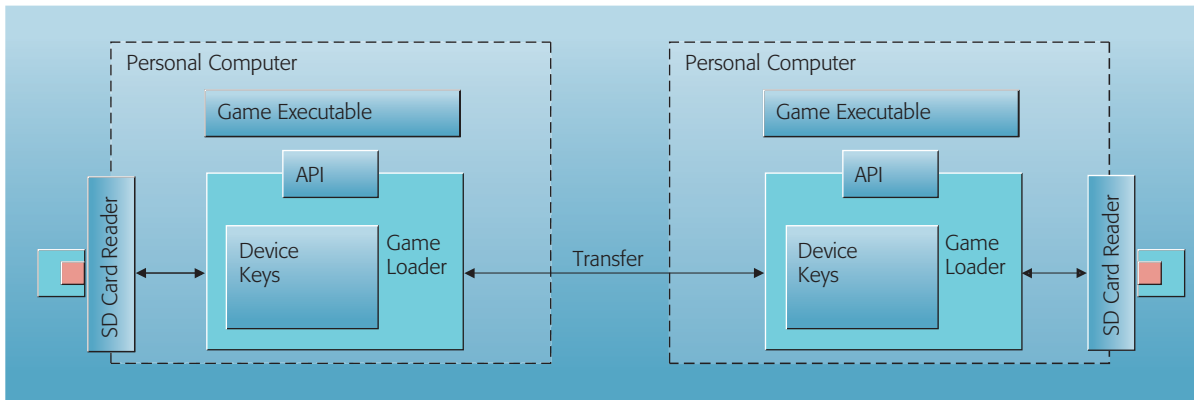 Personal Computer
Game Executable
API
SD Card Reader
Device
Keys
Game
Loader
Transfer
Personal Computer
Game Executable
API
Device
Keys
Game
Loader
SD Card Reader